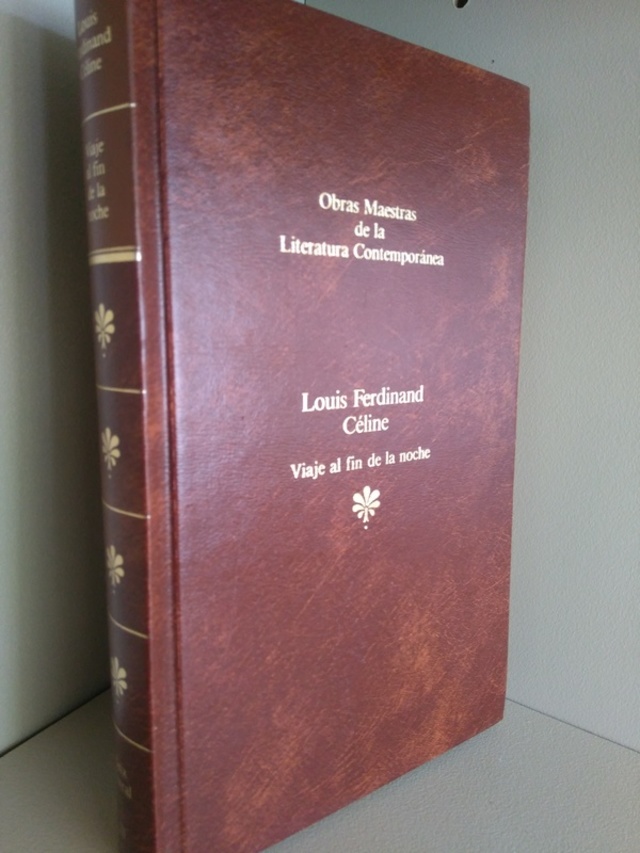 Louis
Ferdinand
Céline
Viaje
al fin
de la
noche
Obras Maestras
de la
Literatura Contemporánea
Louis Ferdinand
Céline
Viaje al fin de la noche